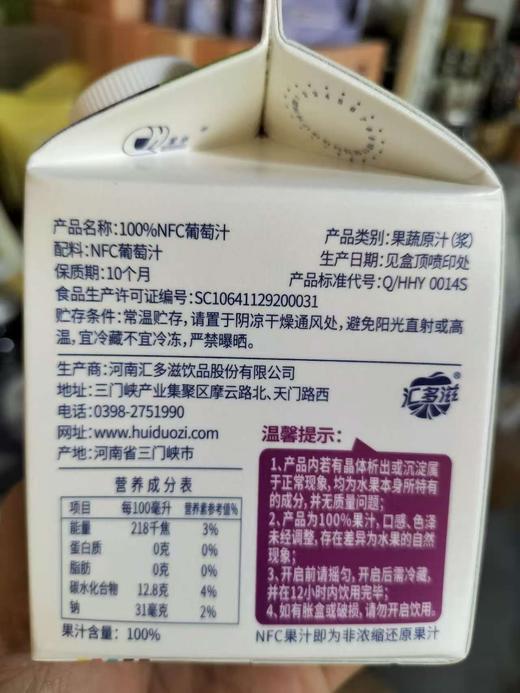 产品名称:100%NFC葡萄汁
产品类别:果蔬原汁(浆)
配料:NFC葡萄汁
生产日期:见盒顶喷印处
保质期:10个月
产品标准代号:Q/HHY 0014S
食品生产许可证编号:SC10641129200031
贮存条件:常温贮存,请置于阴凉干燥通风处,避免阳光直射或高
温,宜冷藏不宜冷冻,严禁曝晒。
生产商:河南汇多滋饮品股份有限公司
地址:三门峡产业集聚区摩云路北、天门路西
电话:0398-2751990
网址:www.huiduozi.com
产地:河南省三门峡市
汇多滋®
营养成分表
项目 每100毫升 营养素参考值%
能量 218千焦 3%
蛋白质 0克 0%
脂肪 0克 0%
碳水化合物 12.8克 4%
钠 31毫克 2%
果汁含量:100%
温馨提示:
1、产品内若有晶体析出或沉淀属
于正常现象,均为水果本身所特有
的成分,并无质量问题;
2、产品为100%果汁,口感、色泽
未经调整,存在差异为水果的自然
现象;
3、开启前请摇匀,开启后需冷藏,
并在12小时内饮用完毕;
4、如有胀盒或破损,请勿开启饮用。
NFC果汁即为非浓缩还原果汁